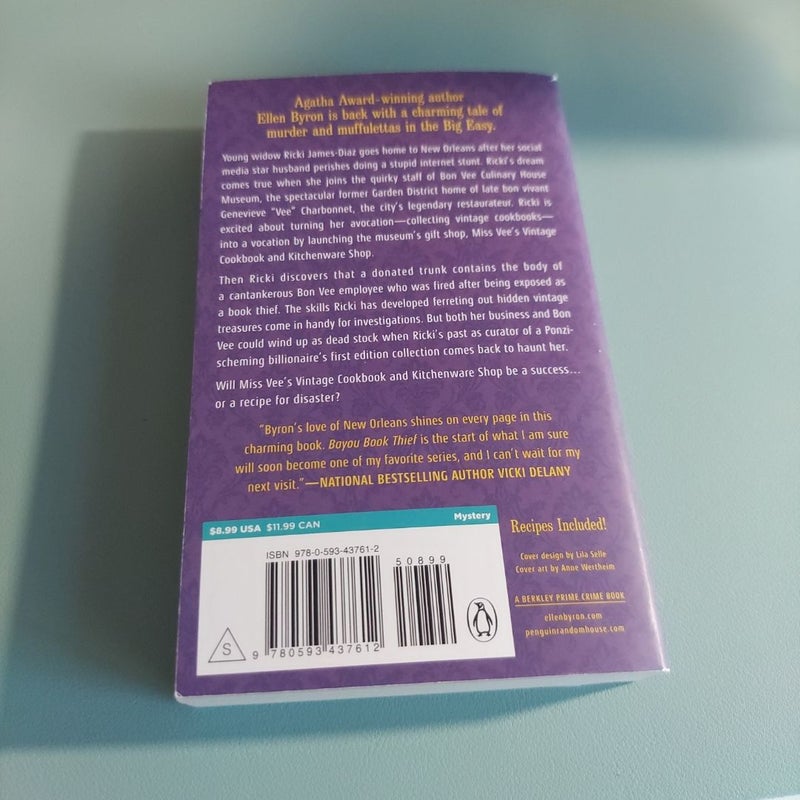 Agatha Award–winning author
Ellen Byron is back with a charming tale of
murder and muffulettas in the Big Easy.
Young widow Ricki James-Diaz goes home to New Orleans after her social
media star husband perishes doing a stupid internet stunt. Ricki's dream
comes true when she joins the quirky staff of Bon Vee Culinary House
Museum, the spectacular former Garden District home of late bon vivant
Genevieve "Vee" Charbonnet, the city's legendary restaurateur. Ricki is
excited about turning her avocation—collecting vintage cookbooks—
into a vocation by launching the museum's gift shop, Miss Vee's Vintage
Cookbook and Kitchenware Shop.
Then Ricki discovers that a donated trunk contains the body of
a cantankerous Bon Vee employee who was fired after being exposed as
a book thief. The skills Ricki has developed ferreting out hidden vintage
treasures come in handy for investigations. But both her business and Bon
Vee could wind up as dead stock when Ricki's past as curator of a Ponzi-
scheming billionaire's first edition collection comes back to haunt her.
Will Miss Vee's Vintage Cookbook and Kitchenware Shop be a success…
or a recipe for disaster?
"Byron's love of New Orleans shines on every page in this
charming book. Bayou Book Thief is the start of what I am sure
will soon become one of my favorite series, and I can't wait for my
next visit."—NATIONAL BESTSELLING AUTHOR VICKI DELANY
$8.99 USA $11.99 CAN
Mystery
ISBN 978-0-593-43761-2
50899
S
9 780593 437612
Recipes Included!
Cover design by Lila Selle
Cover art by Anne Wertheim
A BERKLEY PRIME CRIME BOOK
ellenbyron.com
penguinrandomhouse.com